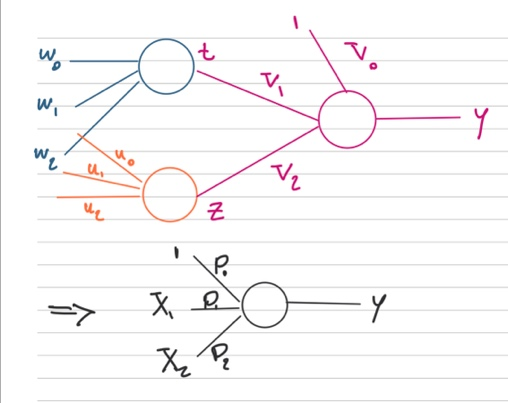 1
w₀ t V₀
w₁ V₁
Y
w₂ u₀
u₁ V₂
u₂ z
1 P₀
⇒ X₁ P₁ Y
X₂ P₂